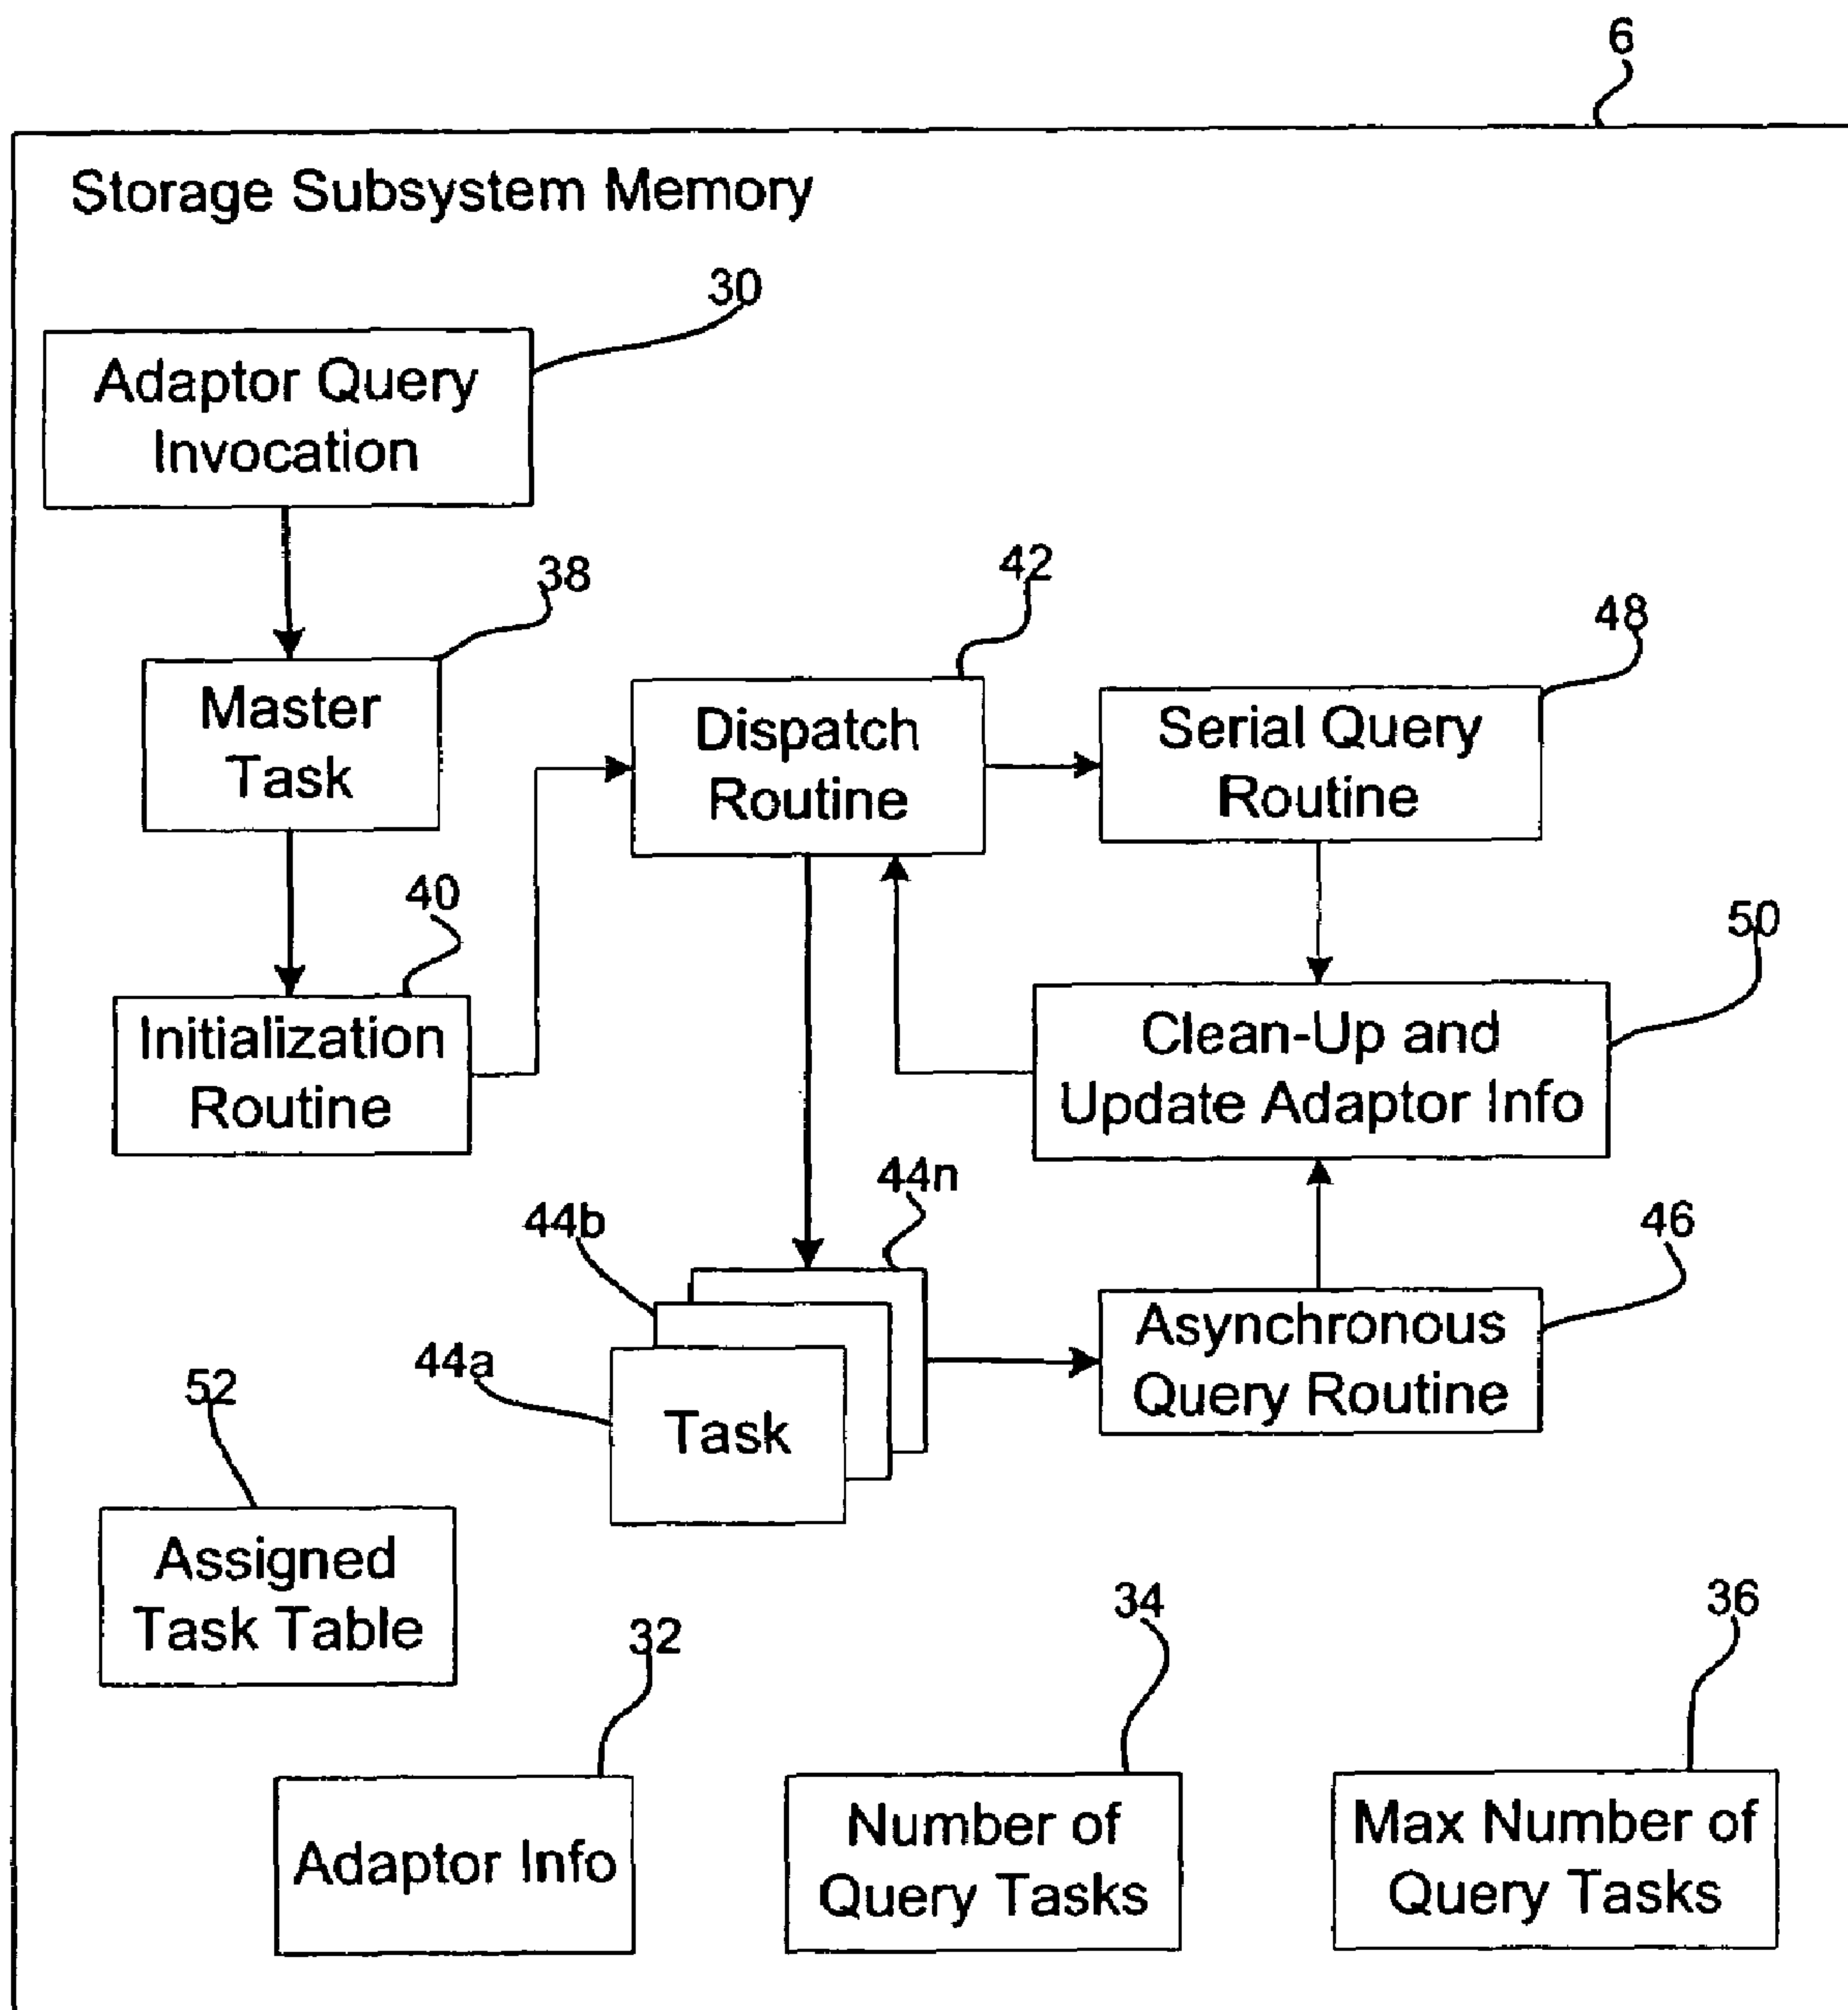 6
Storage Subsystem Memory
30
Adaptor Query
Invocation
38
Master
Task
42
Dispatch
Routine
48
Serial Query
Routine
40
Initialization
Routine
50
Clean-Up and
Update Adaptor Info
44n
44b
44a
Task
46
Asynchronous
Query Routine
52
Assigned
Task Table
32
Adaptor Info
34
Number of
Query Tasks
36
Max Number of
Query Tasks